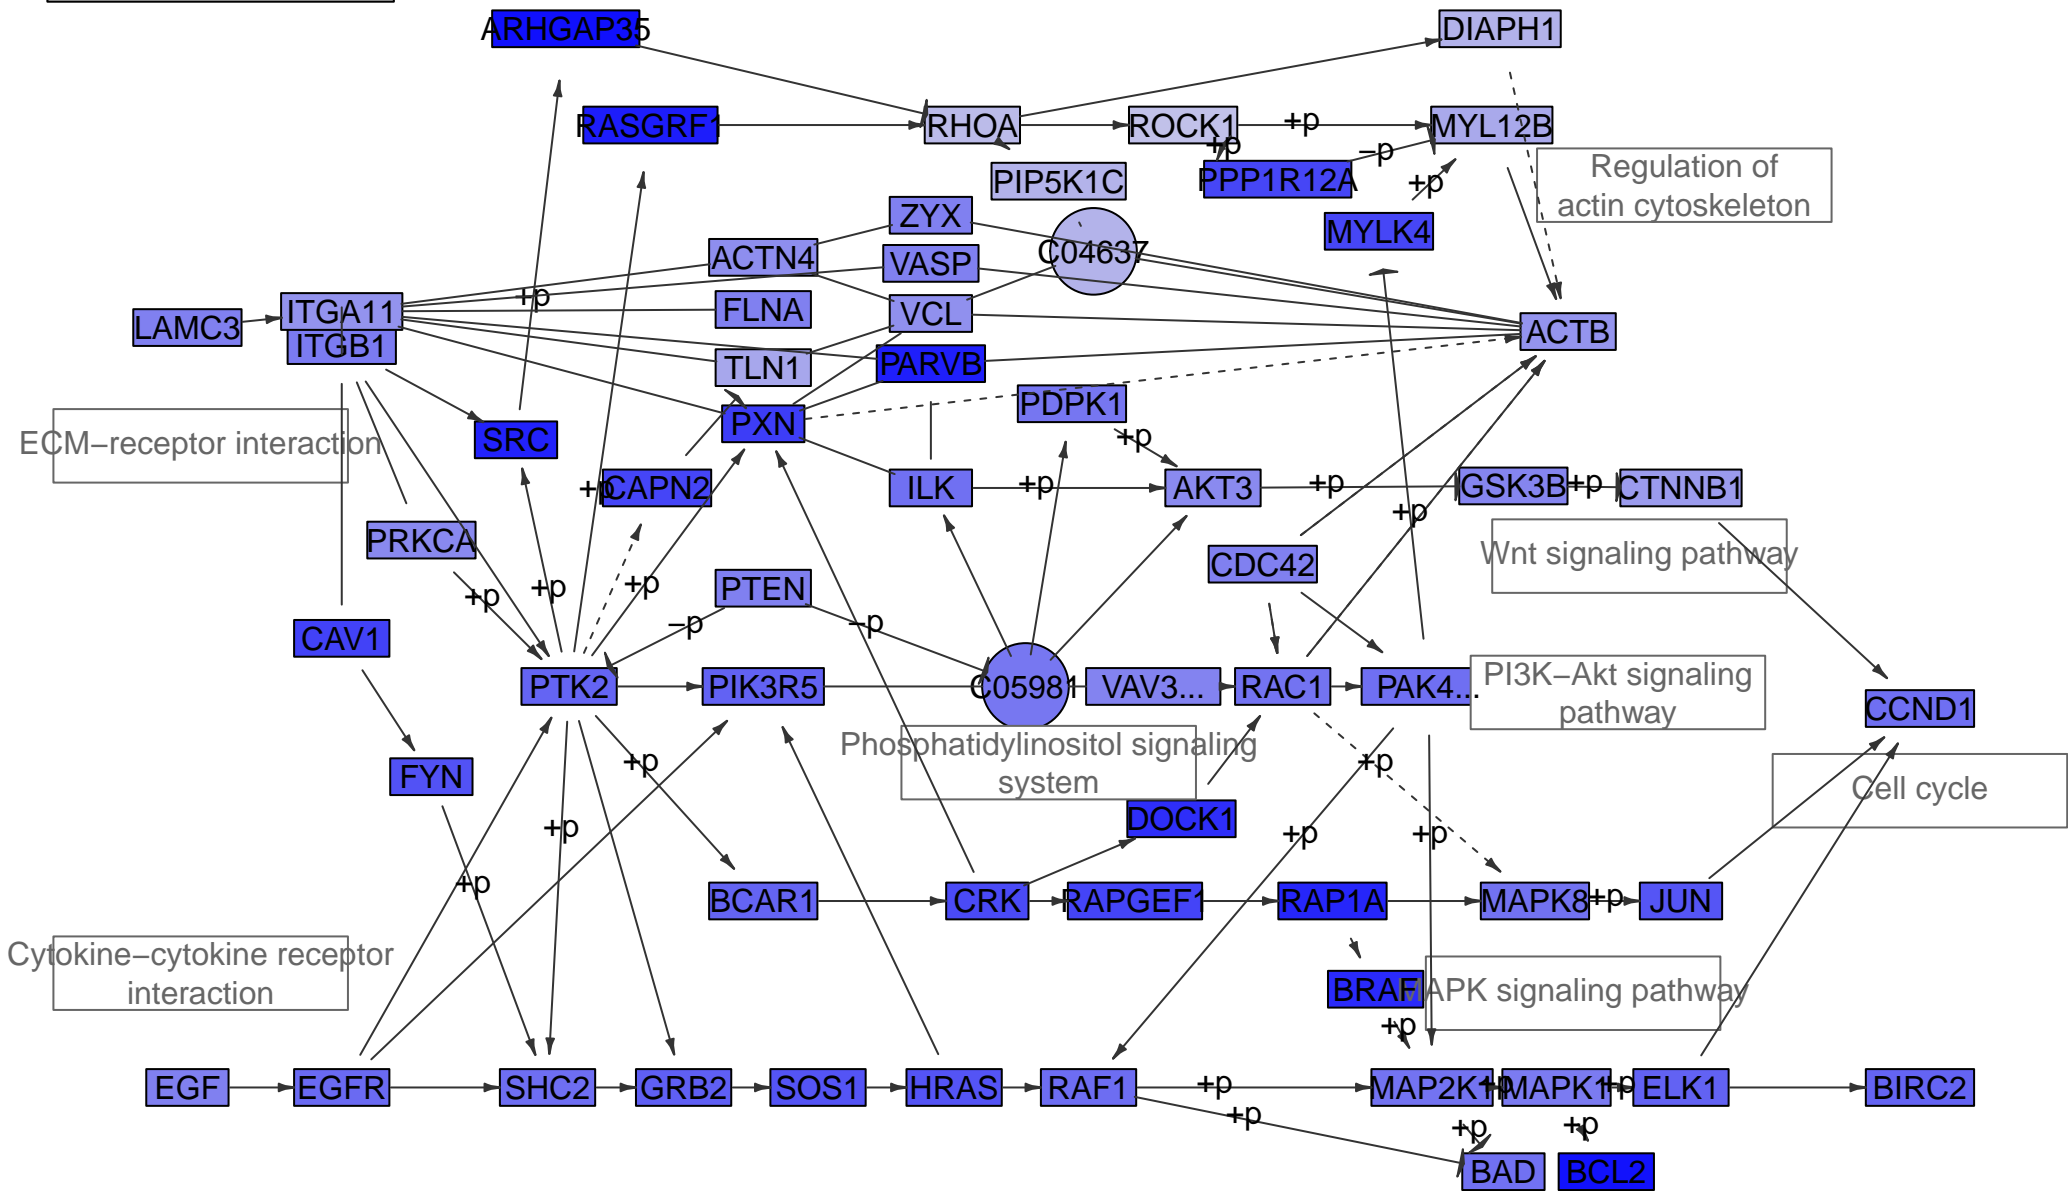 ARHGAP35
DIAPH1
RASGRF1
RHOA
ROCK1
+p
MYL12B
+p
−p
PIP5K1C
PPP1R12A
+p
Regulation of
actin cytoskeleton
ZYX
MYLK4
ACTN4
VASP
C04637
+p
ITGA11
FLNA
VCL
LAMC3
ITGB1
ACTB
TLN1
PARVB
PXN
PDPK1
ECM−receptor interaction
SRC
+p
+p
CAPN2
ILK
+p
AKT3
+p
GSK3B
+p
CTNNB1
+p
PRKCA
Wnt signaling pathway
CDC42
+p
+p
+p
PTEN
−p
−p
CAV1
PTK2
PIK3R5
C05981
VAV3...
RAC1
PAK4...
PI3K−Akt signaling
pathway
CCND1
Phosphatidylinositol signaling
system
FYN
+p
+p
Cell cycle
DOCK1
+p
+p
+p
+p
BCAR1
CRK
RAPGEF1
RAP1A
MAPK8
+p
JUN
Cytokine−cytokine receptor
interaction
BRAF
MAPK signaling pathway
+p
EGF
EGFR
SHC2
GRB2
SOS1
HRAS
RAF1
+p
MAP2K1
+p
MAPK1
+p
ELK1
BIRC2
+p
+p
+p
BAD
BCL2